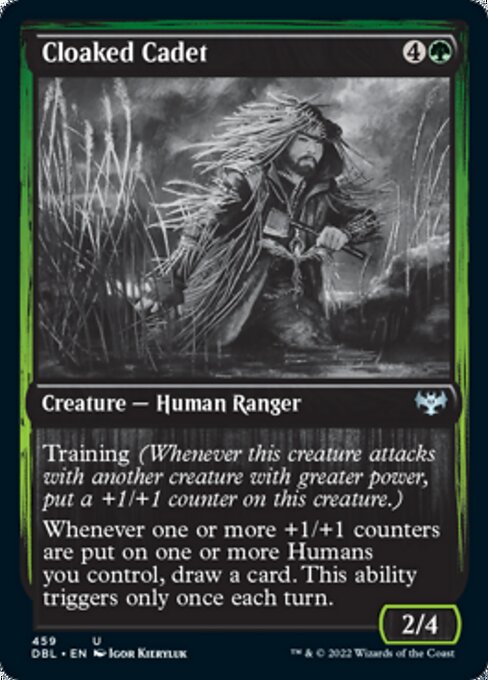 Cloaked Cadet 4
Creature — Human Ranger
Training (Whenever this creature attacks
with another creature with greater power,
put a +1/+1 counter on this creature.)
Whenever one or more +1/+1 counters
are put on one or more Humans
you control, draw a card. This ability
triggers only once each turn.
2/4
459 U
DBL • EN Igor Kieryluk
™ & © 2022 Wizards of the Coast